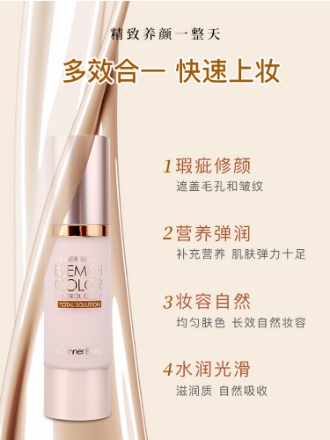 精致养颜一整天
多效合一 快速上妆
1 瑕疵修颜
遮盖毛孔和皱纹
2 营养弹润
补充营养 肌肤弹力十足
3 妆容自然
均匀肤色 长效自然妆容
4 水润光滑
滋润质 自然吸收
BLEMISH
COLOR
CONTROL
TOTAL SOLUTION